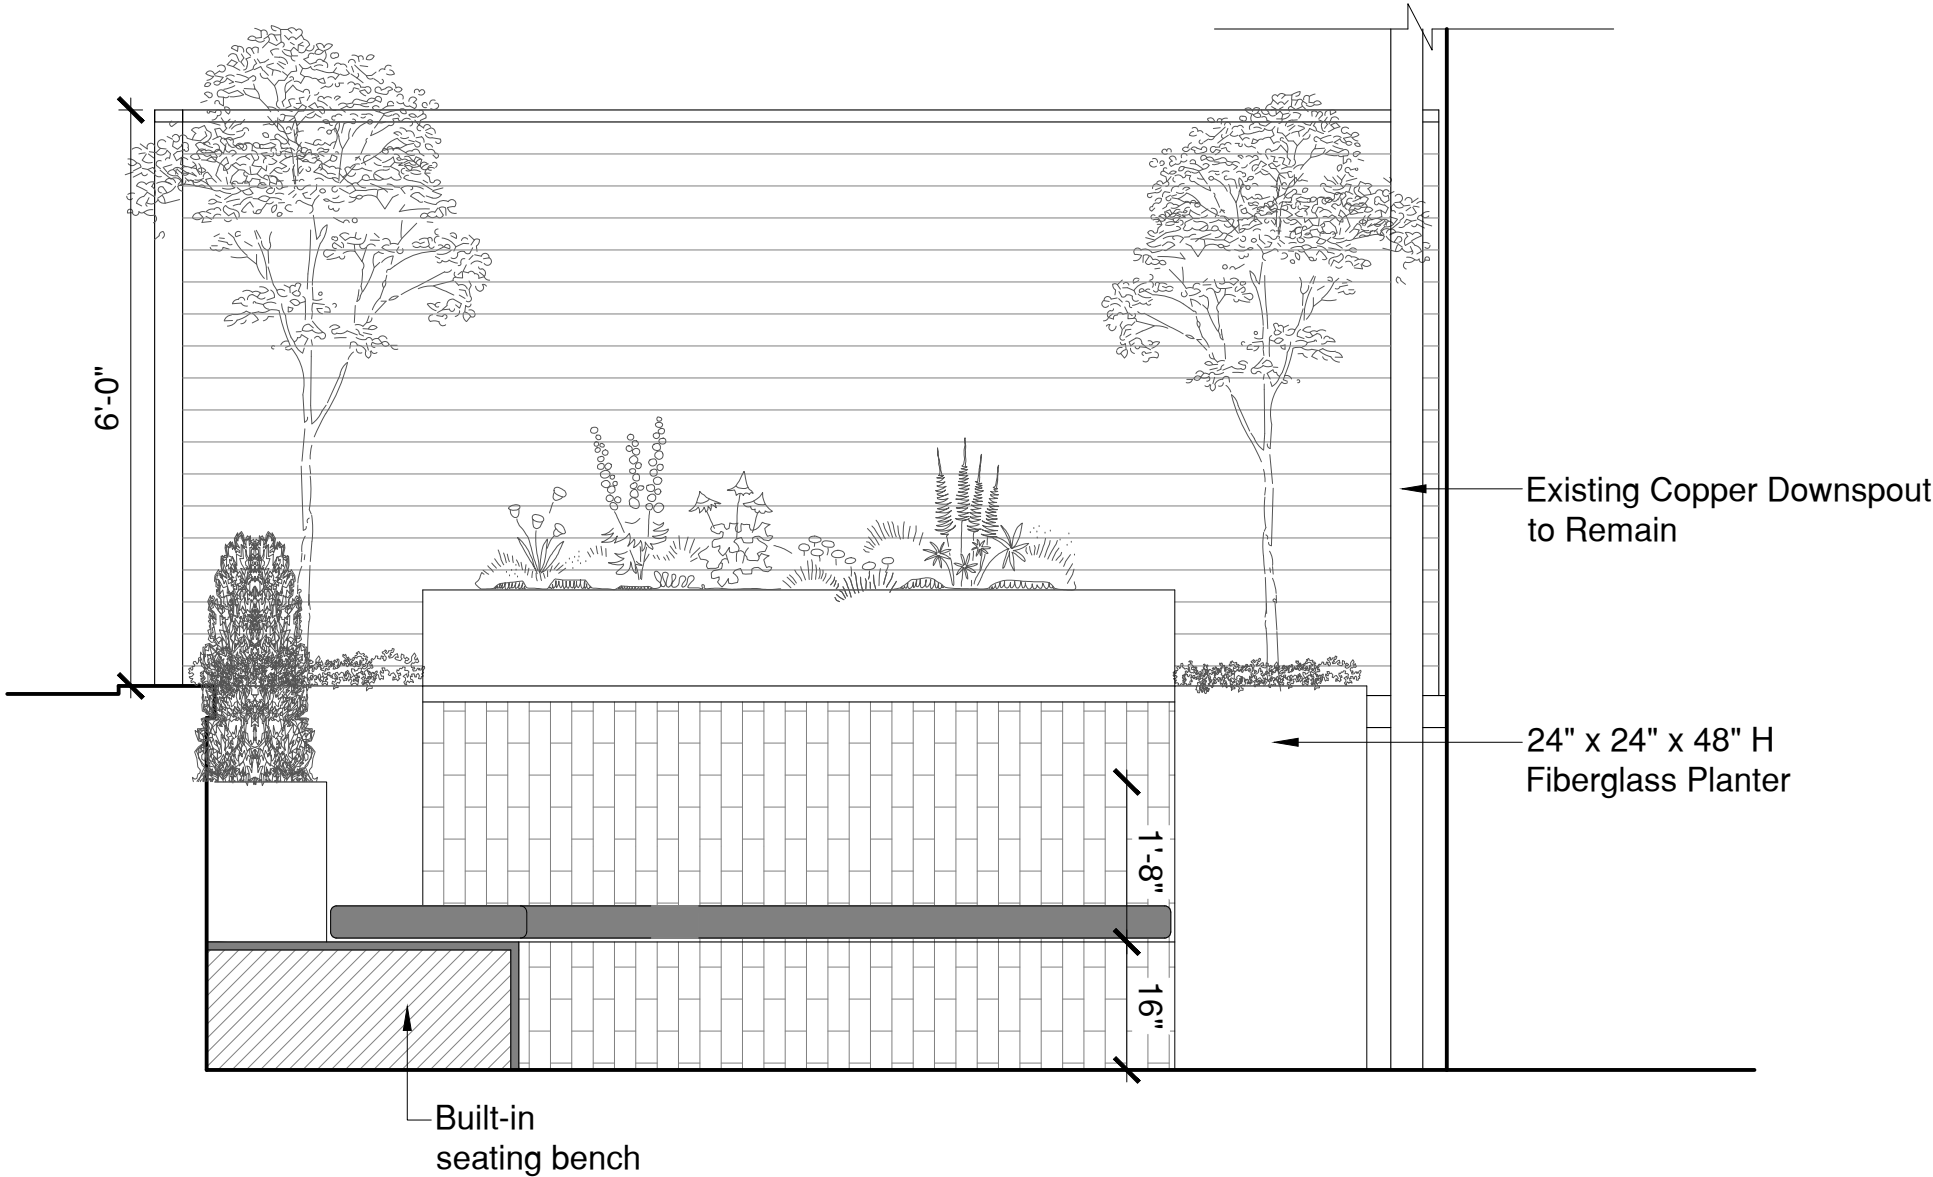 6'-0"
Existing Copper Downspout
to Remain
24" x 24" x 48" H
Fiberglass Planter
1'-8"
16"
Built-in
seating bench